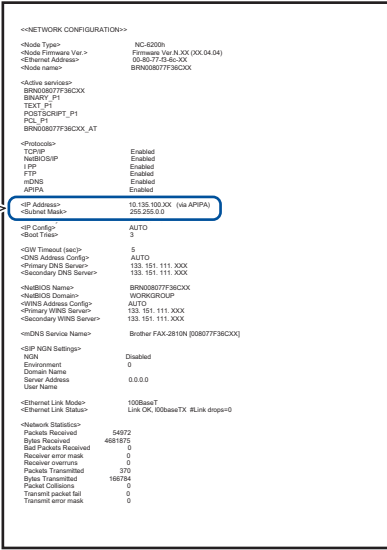 <<NETWORK CONFIGURATION>>
<Node Type> NC-6200h
<Node Firmware Ver.> Firmware Ver.N.XX (XX.04.04)
<Ethernet Address> 00-80-77-f3-6c-XX
<Node name> BRN008077F36CXX
<Active services>
BRN008077F36CXX
BINARY_P1
TEXT_P1
POSTSCRIPT_P1
PCL_P1
BRN008077F36CXX_AT
<Protocols>
TCP/IP Enabled
NetBIOS/IP Enabled
I PP Enabled
FTP Enabled
mDNS Enabled
APIPA Enabled
<IP Address> 10.135.100.XX (via APIPA)
<Subnet Mask> 255.255.0.0
<IP Config> AUTO
<Boot Tries> 3
<GW Timeout (sec)> 5
<DNS Address Config> AUTO
<Primary DNS Server> 133. 151. 111. XXX
<Secondary DNS Server> 133. 151. 111. XXX
<NetBIOS Name> BRN008077F36CXX
<NetBIOS Domain> WORKGROUP
<WINS Address Config> AUTO
<Primary WINS Server> 133. 151. 111. XXX
<Secondary WINS Server> 133. 151. 111. XXX
<mDNS Service Name> Brother FAX-2810N [008077F36CXX]
<SIP NGN Settings>
NGN Disabled
Environment 0
Domain Name
Server Address 0.0.0.0
User Name
<Ethernet Link Mode> 100BaseT
<Ethernet Link Status> Link OK, I00baseTX #Link drops=0
<Network Statistics>
Packets Received 54972
Bytes Received 4681875
Bad Packets Received 0
Receiver error mask 0
Receiver overruns 0
Packets Transmitted 370
Bytes Transmitted 166784
Packet Collisions 0
Transmit packet fail 0
Transmit error mask 0